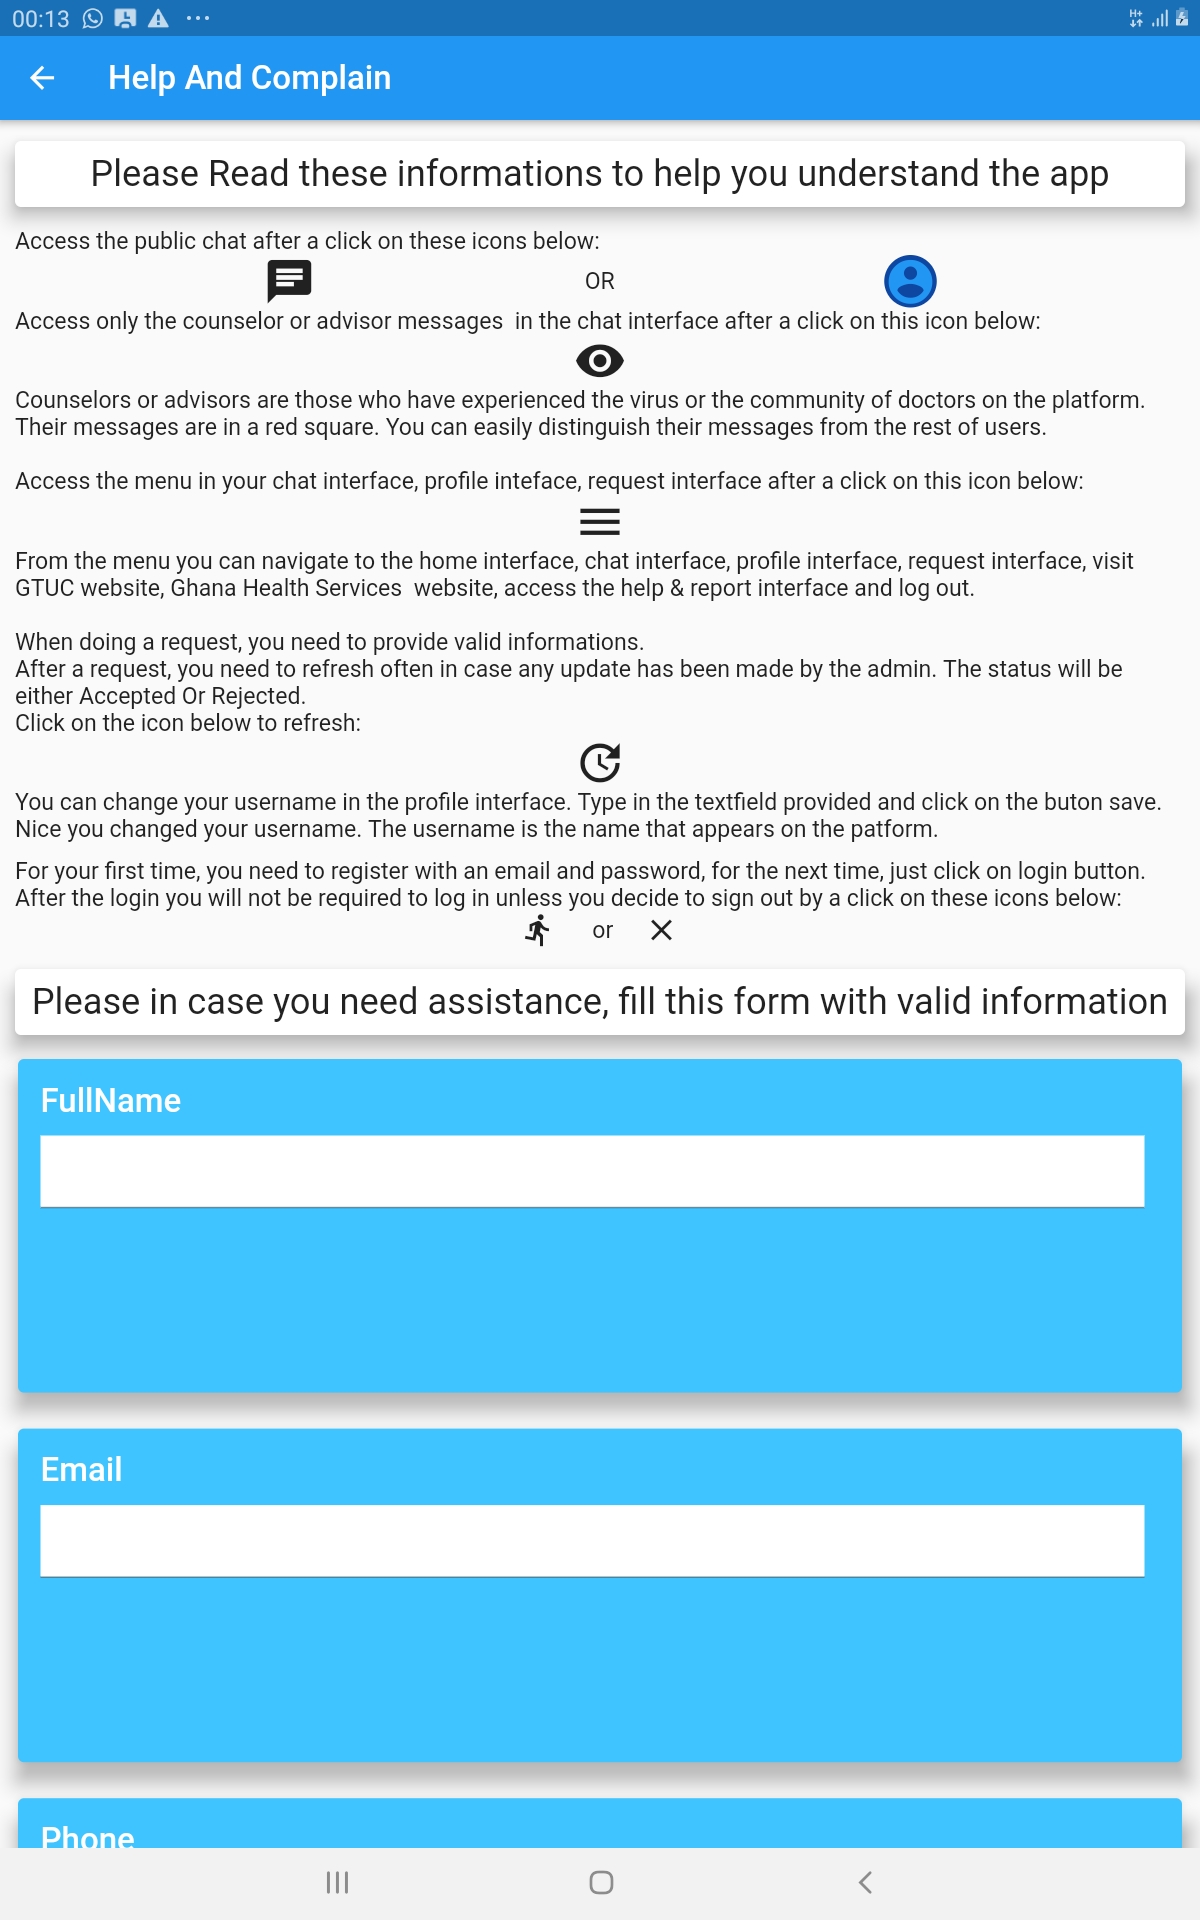 00:13
Help And Complain
Please Read these informations to help you understand the app
Access the public chat after a click on these icons below:
OR
Access only the counselor or advisor messages  in the chat interface after a click on this icon below:
Counselors or advisors are those who have experienced the virus or the community of doctors on the platform.
Their messages are in a red square. You can easily distinguish their messages from the rest of users.
Access the menu in your chat interface, profile inteface, request interface after a click on this icon below:
From the menu you can navigate to the home interface, chat interface, profile interface, request interface, visit
GTUC website, Ghana Health Services  website, access the help & report interface and log out.
When doing a request, you need to provide valid informations.
After a request, you need to refresh often in case any update has been made by the admin. The status will be
either Accepted Or Rejected.
Click on the icon below to refresh:
You can change your username in the profile interface. Type in the textfield provided and click on the buton save.
Nice you changed your username. The username is the name that appears on the patform.
For your first time, you need to register with an email and password, for the next time, just click on login button.
After the login you will not be required to log in unless you decide to sign out by a click on these icons below:
or
Please in case you need assistance, fill this form with valid information
FullName
Email
Phone